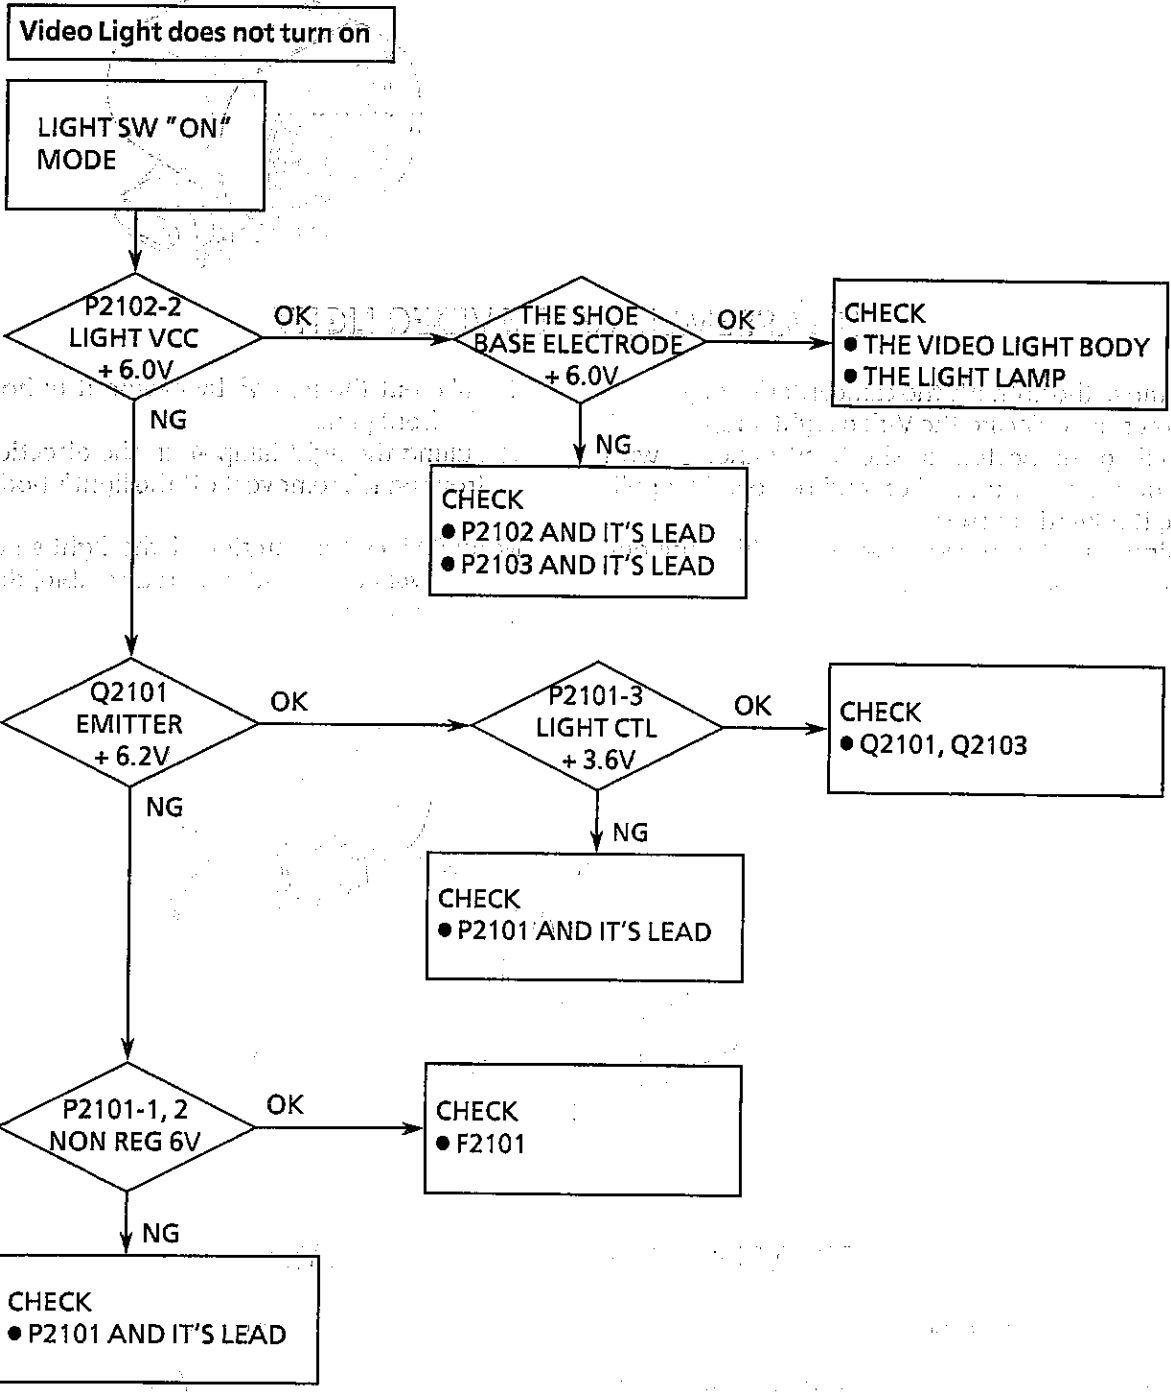 Video Light does not turn on
LIGHT SW "ON"
MODE
P2102-2
LIGHT VCC
+ 6.0V
OK
THE SHOE
BASE ELECTRODE
+ 6.0V
OK
CHECK
● THE VIDEO LIGHT BODY
● THE LIGHT LAMP
NG
NG
CHECK
● P2102 AND IT'S LEAD
● P2103 AND IT'S LEAD
Q2101
EMITTER
+ 6.2V
OK
P2101-3
LIGHT CTL
+ 3.6V
OK
CHECK
● Q2101, Q2103
NG
NG
CHECK
● P2101 AND IT'S LEAD
P2101-1, 2
NON REG 6V
OK
CHECK
● F2101
NG
CHECK
● P2101 AND IT'S LEAD